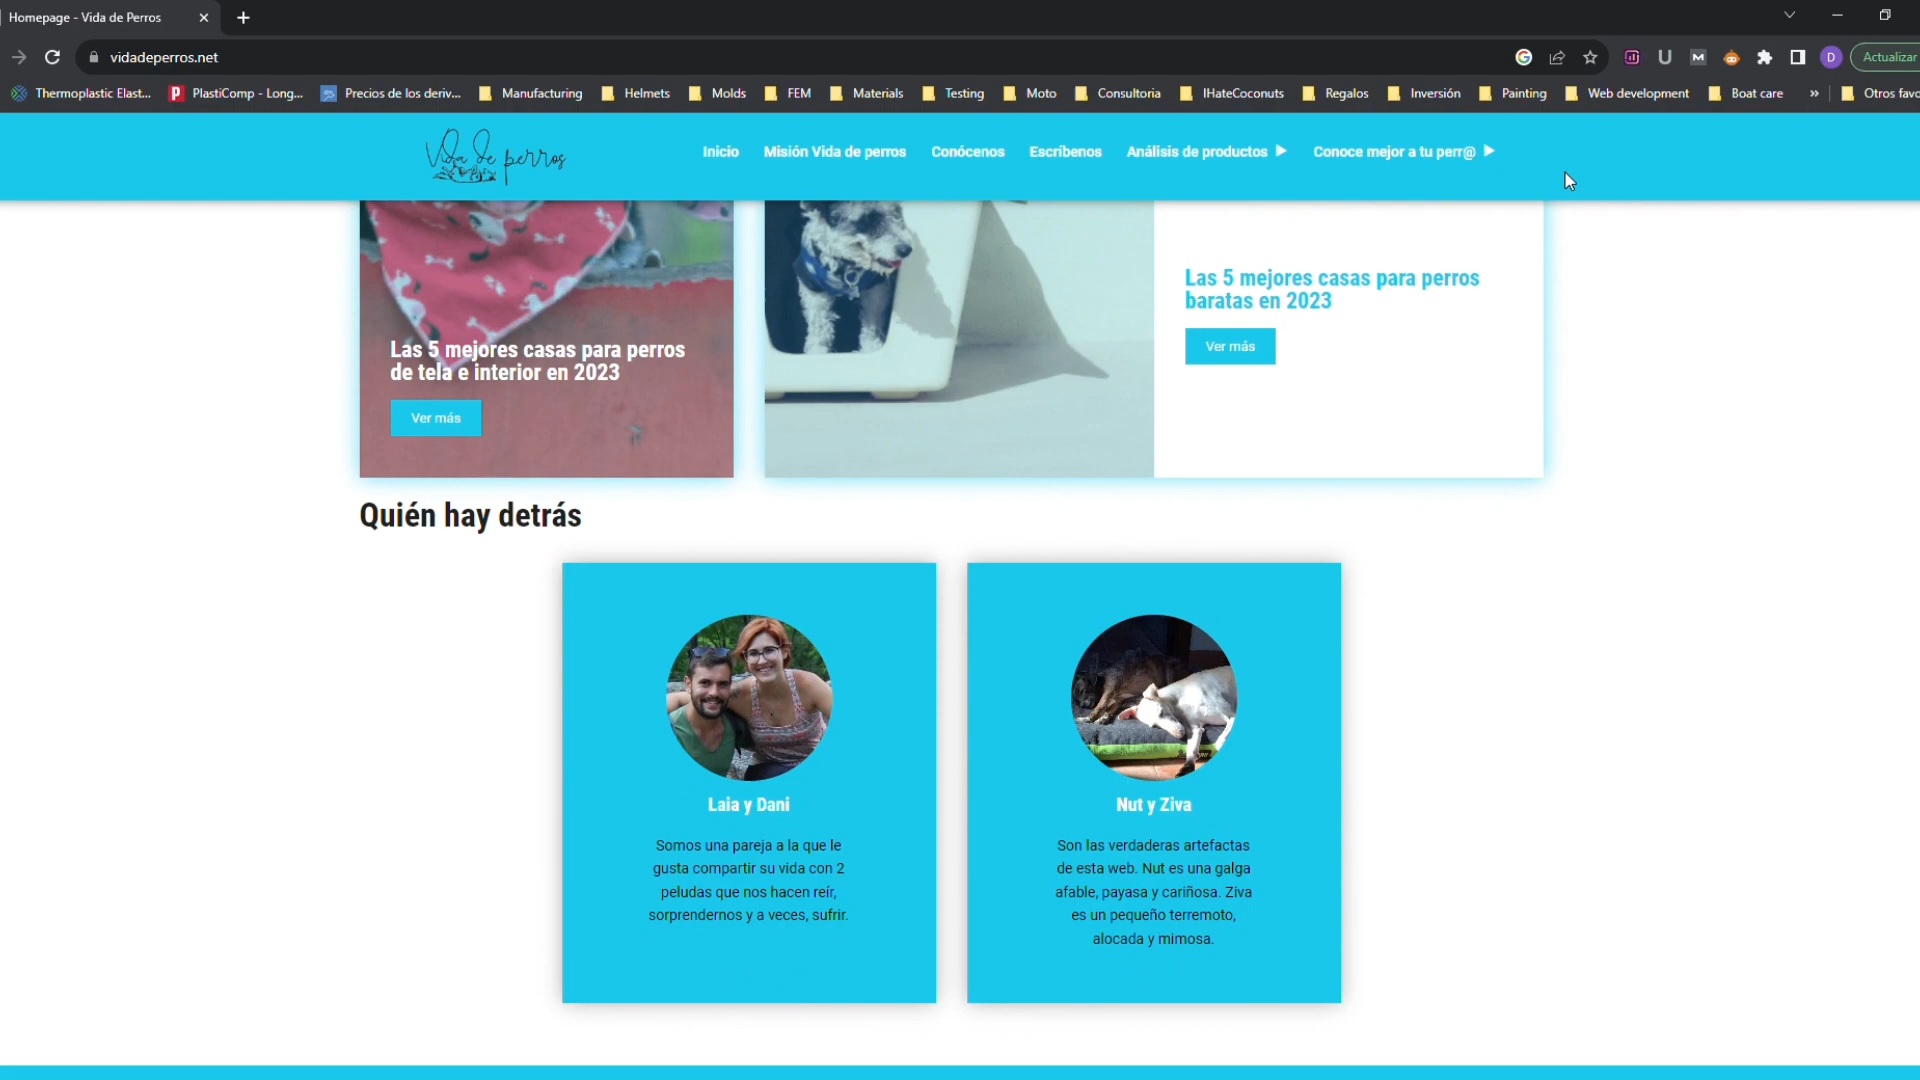 Homepage - Vida de Perros
vidadeperros.net
D
Actualizar
Thermoplastic Elast...
PlastiComp - Long...
Precios de los deriv...
Manufacturing
Helmets
Molds
FEM
Materials
Testing
Moto
Consultoria
IHateCoconuts
Regalos
Inversión
Painting
Web development
Boat care
»
Otros favo
Vida de perros
Inicio
Misión Vida de perros
Conócenos
Escríbenos
Análisis de productos
Conoce mejor a tu perr@
Las 5 mejores casas para perros
de tela e interior en 2023
Ver más
Las 5 mejores casas para perros
baratas en 2023
Ver más
Quién hay detrás
Laia y Dani
Somos una pareja a la que le
gusta compartir su vida con 2
peludas que nos hacen reír,
sorprendernos y a veces, sufrir.
Nut y Ziva
Son las verdaderas artefactas
de esta web. Nut es una galga
afable, payasa y cariñosa. Ziva
es un pequeño terremoto,
alocada y mimosa.